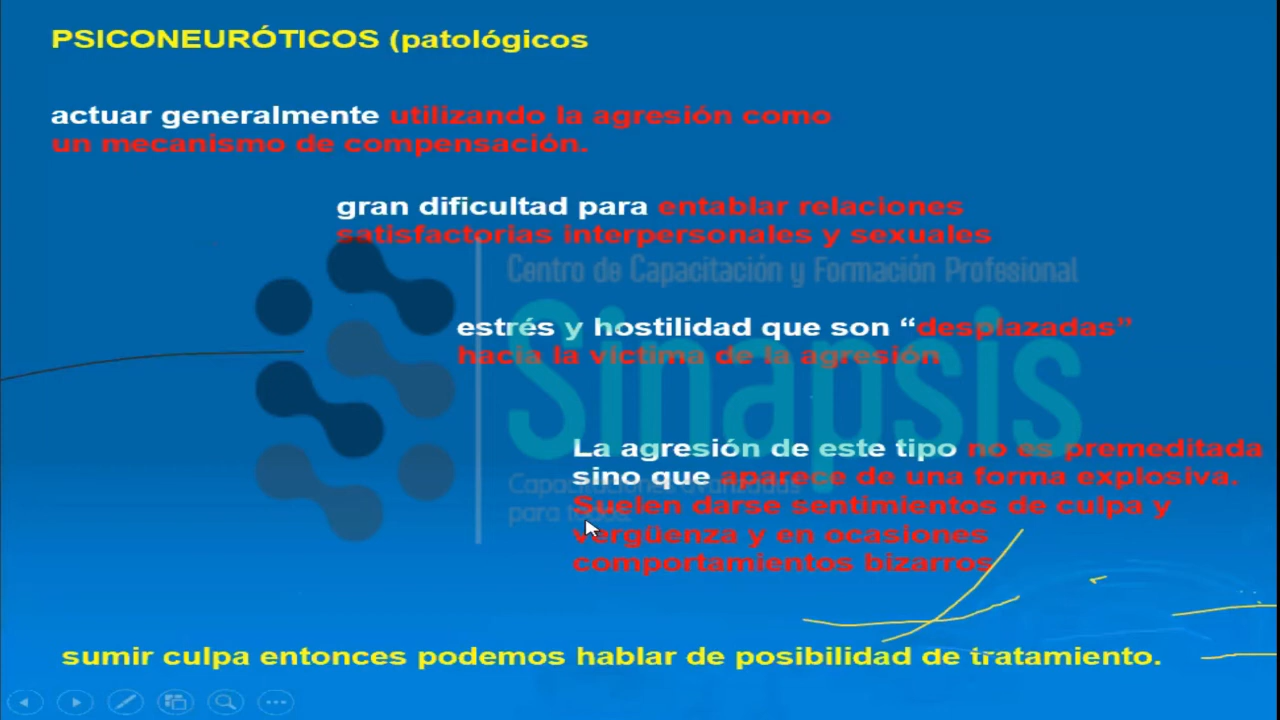 PSICONEURÓTICOS (patológicos
actuar generalmente utilizando la agresión como
un mecanismo de compensación.
gran dificultad para entablar relaciones
satisfactorias interpersonales y sexuales
Centro de Capacitación y Formación Profesional
estrés y hostilidad que son “desplazadas”
hacia la victima de la agresión
Sinapsis
La agresión de este tipo no es premeditada
sino que aparece de una forma explosiva.
Capacitaciones avanzadas
Suelen darse sentimientos de culpa y
para
vergüenza y en ocasiones
comportamientos bizarros
sumir culpa entonces podemos hablar de posibilidad de tratamiento.